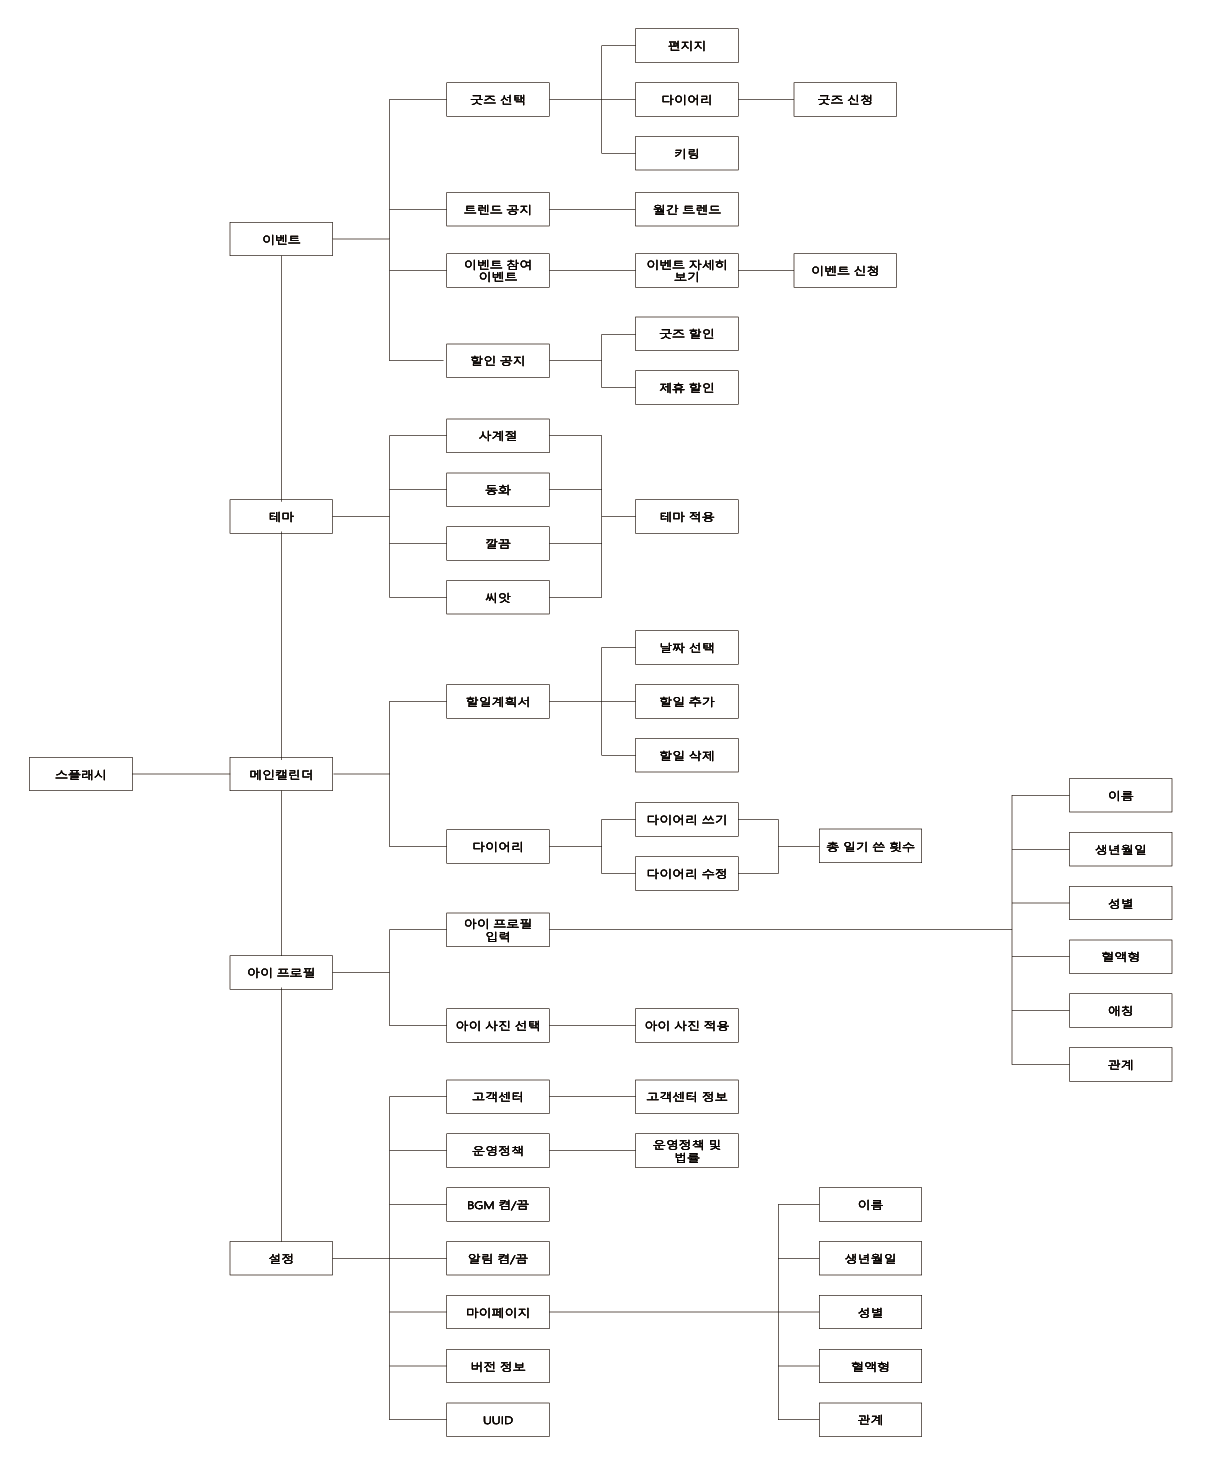 편지지
굿즈 선택
다이어리
굿즈 신청
키링
트렌드 공지
월간 트렌드
이벤트
이벤트 참여
이벤트
이벤트 자세히
보기
이벤트 신청
굿즈 할인
할인 공지
제휴 할인
사계절
동화
테마
테마 적용
깔끔
씨앗
날짜 선택
할일계획서
할일 추가
할일 삭제
스플래시
메인캘린더
이름
다이어리 쓰기
다이어리
총 일기 쓴 횟수
생년월일
다이어리 수정
성별
아이 프로필
입력
혈액형
아이 프로필
애칭
아이 사진 선택
아이 사진 적용
관계
고객센터
고객센터 정보
운영정책
운영정책 및
법률
BGM 켬/끔
이름
설정
알림 켬/끔
생년월일
마이페이지
성별
버전 정보
혈액형
UUID
관계